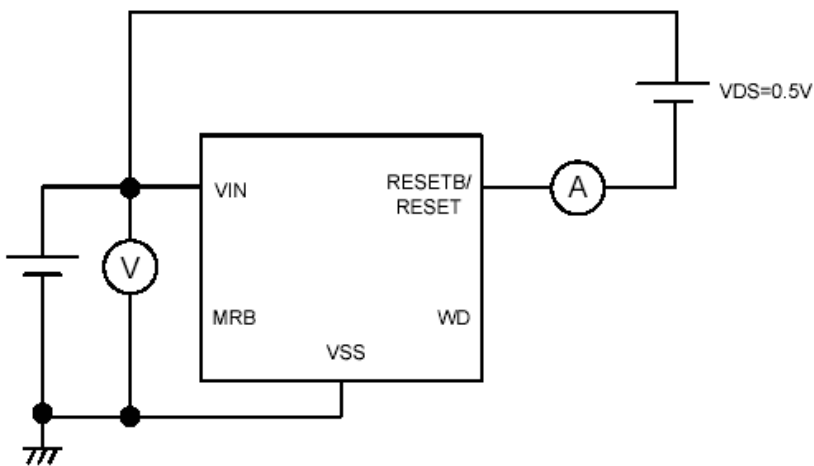 VDS=0.5V
VIN
RESETB/
RESET
A
V
MRB
WD
VSS